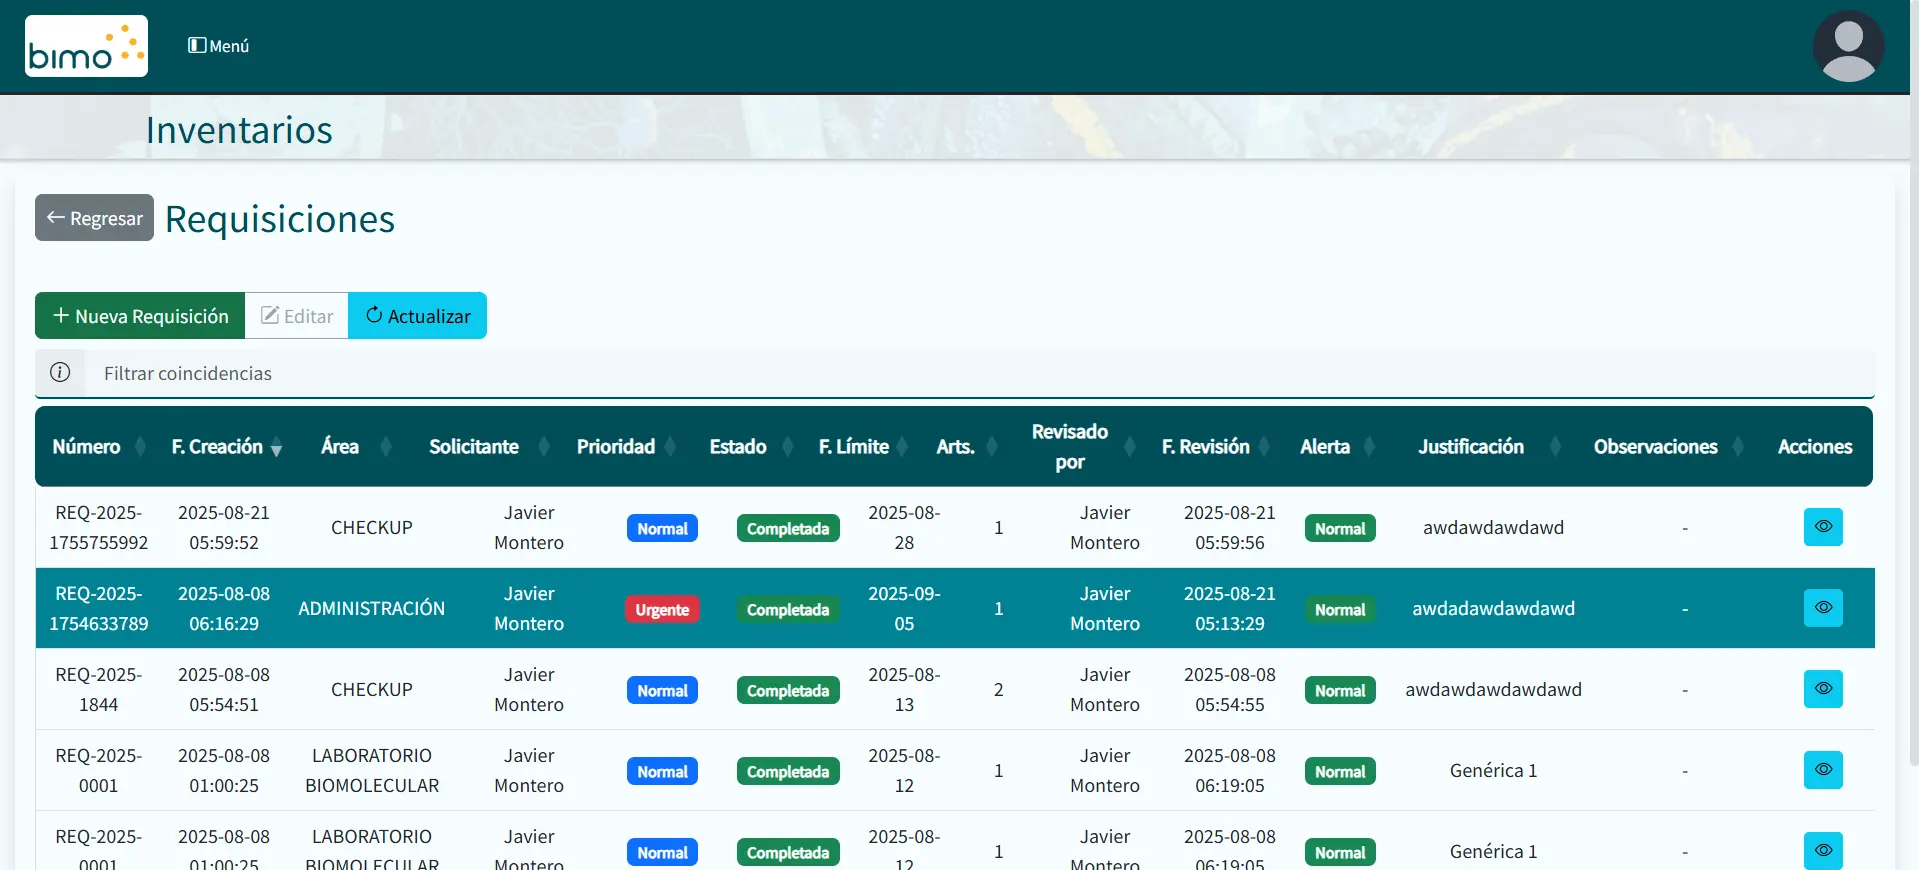 bimo
Menú
Inventarios
Regresar
Requisiciones
Nueva Requisición Editar Actualizar
Filtrar coincidencias
Número F. Creación Área Solicitante Prioridad Estado F. Límite Arts. Revisado por F. Revisión Alerta Justificación Observaciones Acciones
REQ-2025-1755755992 2025-08-21 05:59:52 CHECKUP Javier Montero Normal Completada 2025-08-28 1 Javier Montero 2025-08-21 05:59:56 Normal awdawdawdawd -
REQ-2025-1754633789 2025-08-08 06:16:29 ADMINISTRACIÓN Javier Montero Urgente Completada 2025-09-05 1 Javier Montero 2025-08-21 05:13:29 Normal awdadawdawdawd -
REQ-2025-1844 2025-08-08 05:54:51 CHECKUP Javier Montero Normal Completada 2025-08-13 2 Javier Montero 2025-08-08 05:54:55 Normal awdawdawdawdawd -
REQ-2025-0001 2025-08-08 01:00:25 LABORATORIO BIOMOLECULAR Javier Montero Normal Completada 2025-08-12 1 Javier Montero 2025-08-08 06:19:05 Normal Genérica 1 -
REQ-2025-0001 2025-08-08 01:00:25 LABORATORIO BIOMOLECULAR Javier Montero Normal Completada 2025-08-12 1 Javier Montero 2025-08-08 06:19:05 Normal Genérica 1 -